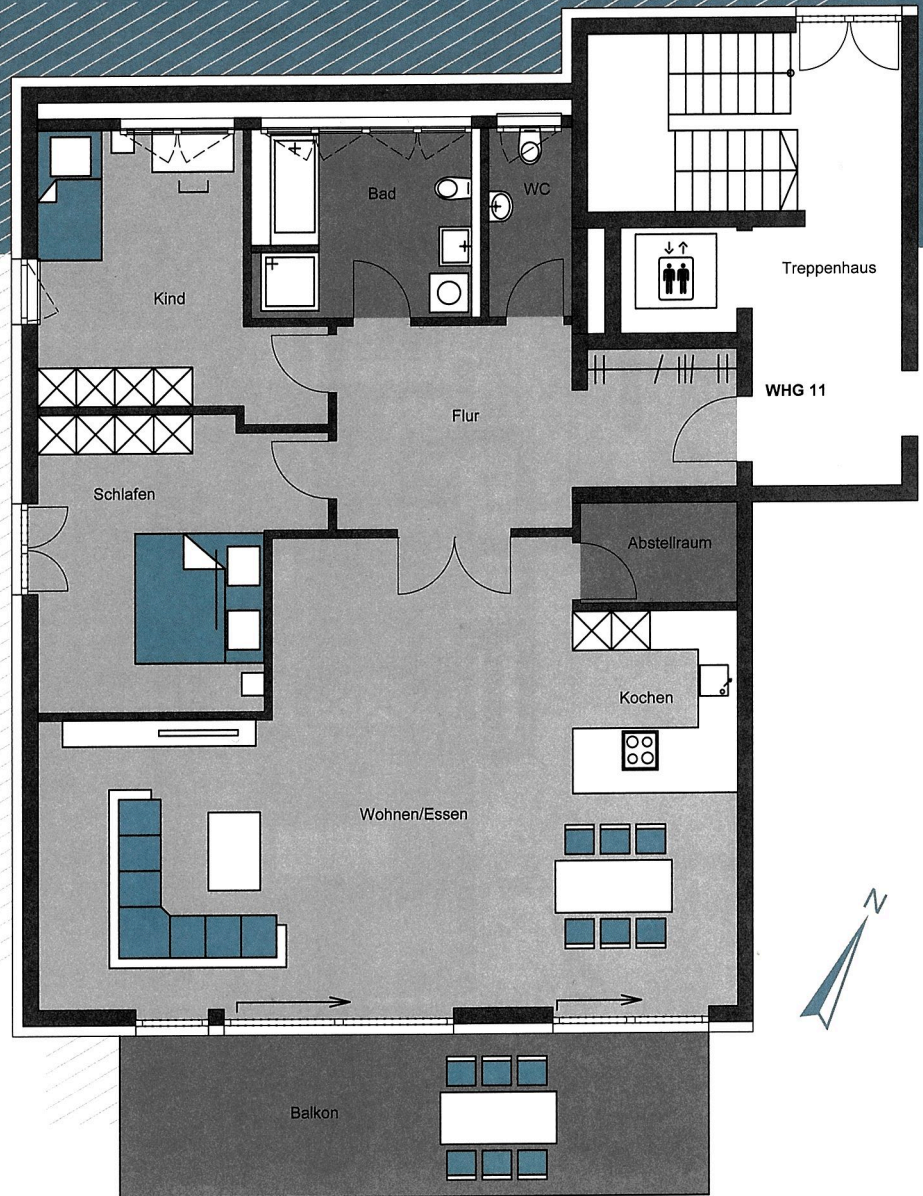 Bad
WC
Treppenhaus
Kind
WHG 11
Flur
Schlafen
Abstellraum
Kochen
Wohnen/Essen
N
Balkon